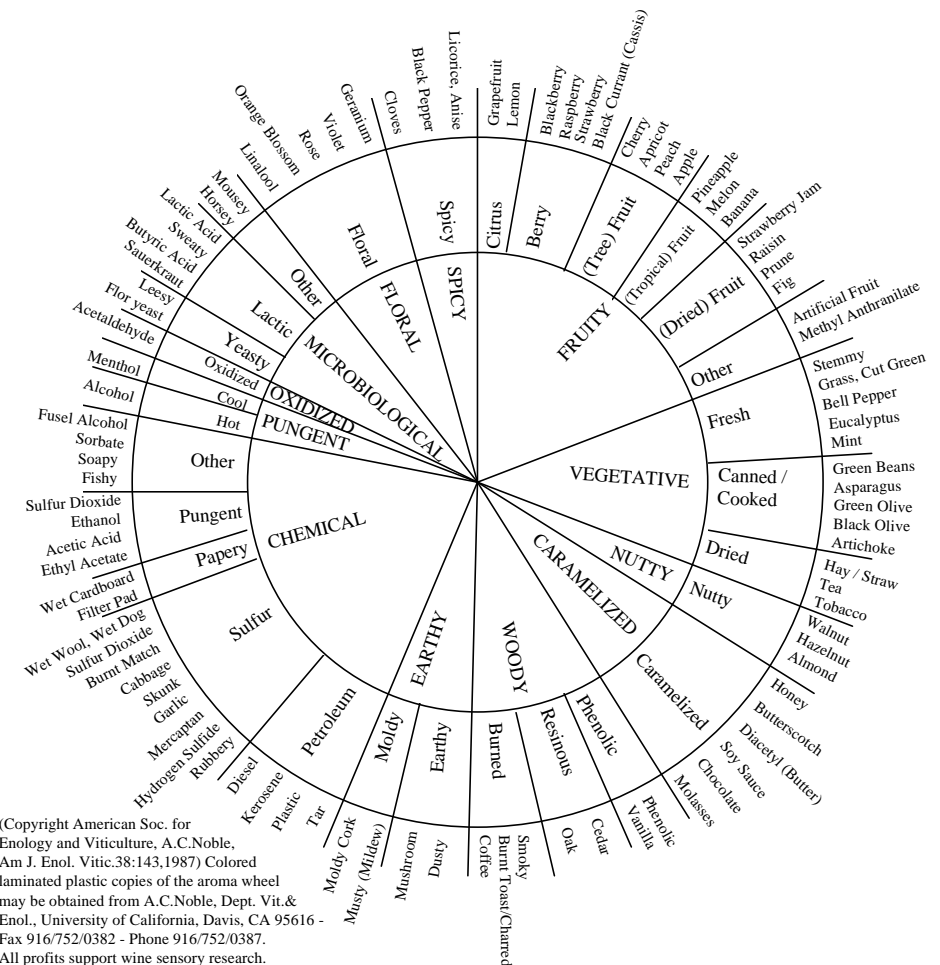 SPICY
FRUITY
VEGETATIVE
NUTTY
CARAMELIZED
WOODY
EARTHY
CHEMICAL
PUNGENT
OXIDIZED
MICROBIOLOGICAL
FLORAL
Spicy
Citrus
Berry
(Tree) Fruit
(Tropical) Fruit
(Dried) Fruit
Other
Fresh
Canned /
Cooked
Dried
Nutty
Caramelized
Phenolic
Resinous
Burned
Earthy
Moldy
Petroleum
Sulfur
Papery
Pungent
Other
Hot
Cool
Oxidized
Yeasty
Lactic
Other
Floral
Licorice, Anise
Grapefruit
Lemon
Blackberry
Raspberry
Strawberry
Black Currant (Cassis)
Cherry
Apricot
Peach
Apple
Pineapple
Melon
Banana
Strawberry Jam
Raisin
Prune
Fig
Artificial Fruit
Methyl Anthranilate
Stemmy
Grass, Cut Green
Bell Pepper
Eucalyptus
Mint
Green Beans
Asparagus
Green Olive
Black Olive
Artichoke
Hay / Straw
Tea
Tobacco
Walnut
Hazelnut
Almond
Honey
Butterscotch
Diacetyl (Butter)
Soy Sauce
Chocolate
Molasses
Phenolic
Vanilla
Cedar
Oak
Smoky
Burnt Toast/Charred
Coffee
Dusty
Mushroom
Musty (Mildew)
Moldy Cork
Tar
Plastic
Kerosene
Diesel
Rubbery
Hydrogen Sulfide
Mercaptan
Garlic
Skunk
Cabbage
Burnt Match
Sulfur Dioxide
Wet Wool, Wet Dog
Filter Pad
Wet Cardboard
Ethyl Acetate
Acetic Acid
Ethanol
Sulfur Dioxide
Fishy
Soapy
Sorbate
Fusel Alcohol
Alcohol
Menthol
Acetaldehyde
Flor yeast
Leesy
Sauerkraut
Butyric Acid
Sweaty
Lactic Acid
Horsey
Mousey
Linalool
Orange Blossom
Rose
Violet
Geranium
Cloves
Black Pepper
(Copyright American Soc. for
Enology and Viticulture, A.C.Noble,
Am J. Enol. Vitic.38:143,1987) Colored
laminated plastic copies of the aroma wheel
may be obtained from A.C.Noble, Dept. Vit.&
Enol., University of California, Davis, CA 95616 -
Fax 916/752/0382 - Phone 916/752/0387.
All profits support wine sensory research.